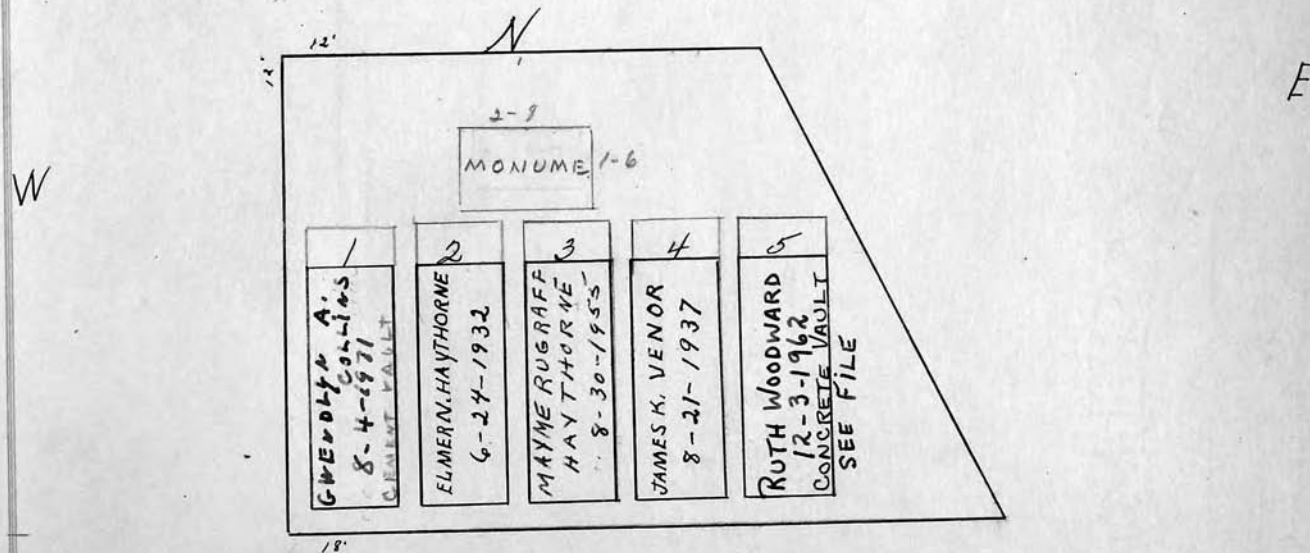 N
12'
12'
E
W
2-9
MONUME
1-6
1
GWENDLYN A.
COLLINS
8-4-1971
CEMENT VAULT
2
ELMER N. HAYTHORNE
6-24-1932
3
MAYME RUGRAFF
HAYTHORNE
8-30-1955
4
JAMES K. VENOR
8-21-1937
5
RUTH WOODWARD
12-3-1962
CONCRETE VAULT
SEE FILE
18'